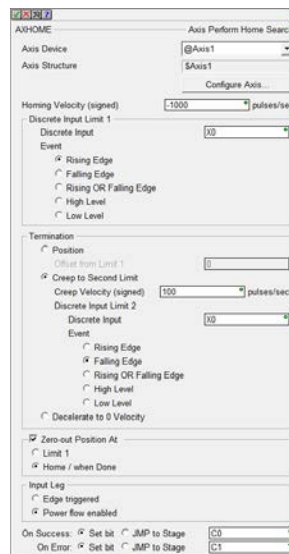 AXHOME Axis Perform Home Searc
Axis Device @Axis1
Axis Structure $Axis1
Configure Axis...
Homing Velocity (signed) -1000 pulses/se
Discrete Input Limit 1
Discrete Input X0
Event
Rising Edge
Falling Edge
Rising OR Falling Edge
High Level
Low Level
Termination
Position
Offset from Limit 1 0
Creep to Second Limit
Creep Velocity (signed) 100 pulses/sec
Discrete Input Limit 2
Discrete Input X0
Event
Rising Edge
Falling Edge
Rising OR Falling Edge
High Level
Low Level
Decelerate to 0 Velocity
Zero-out Position At
Limit 1
Home / when Done
Input Leg
Edge triggered
Power flow enabled
On Success: Set bit JMP to Stage C0
On Error: Set bit JMP to Stage C1